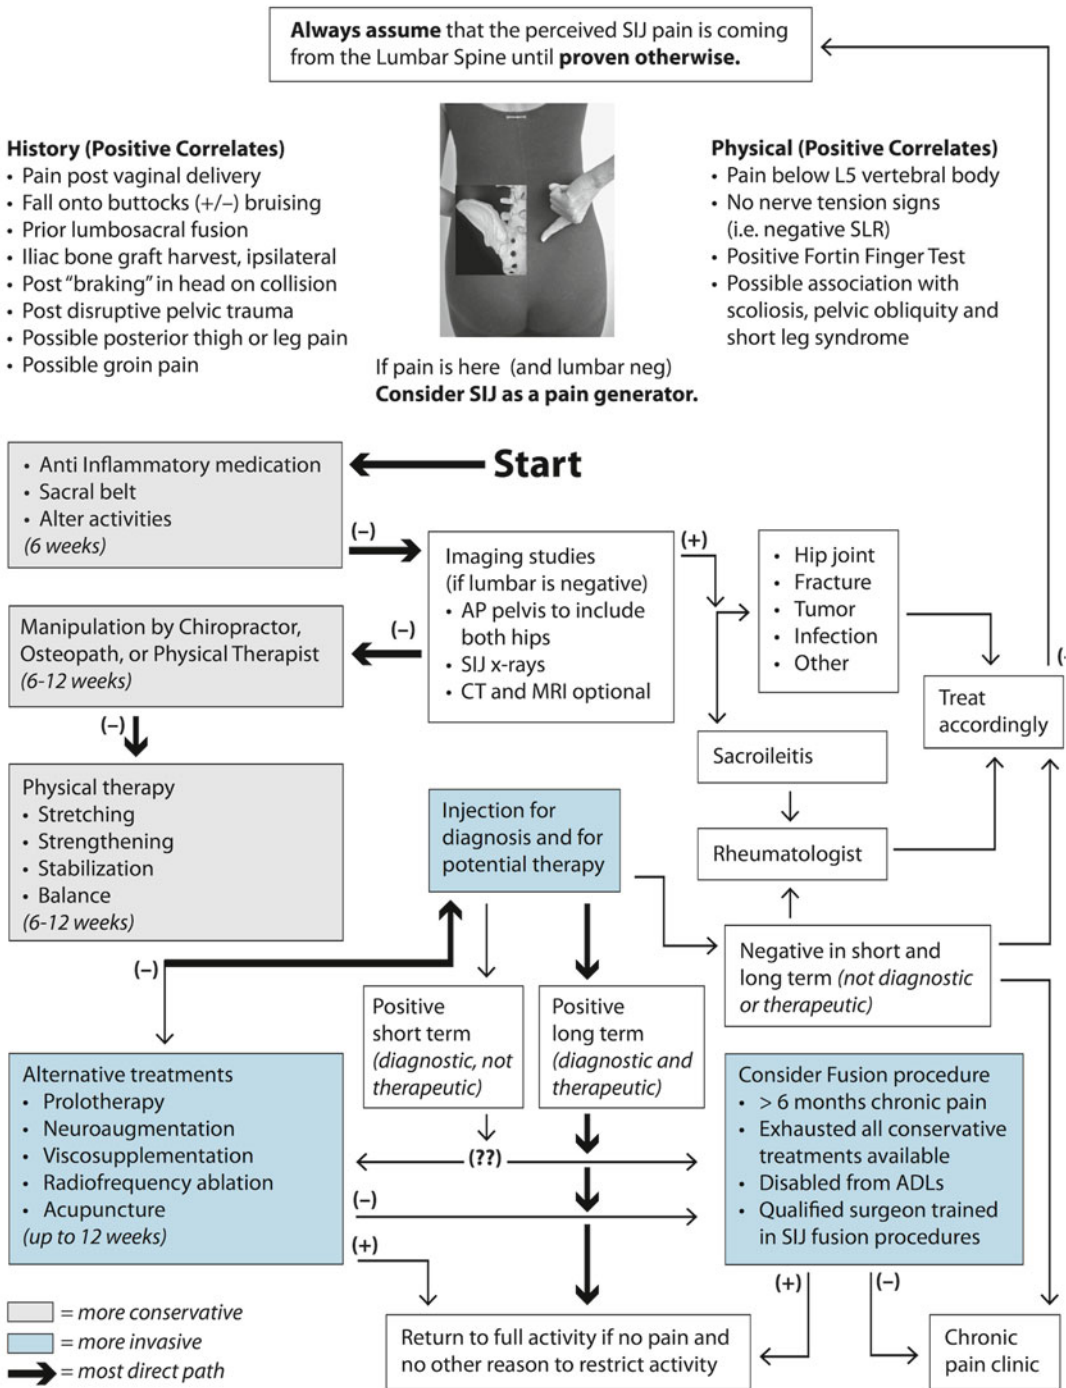 Always assume that the perceived SIJ pain is coming
from the Lumbar Spine until proven otherwise.
History (Positive Correlates)
• Pain post vaginal delivery
• Fall onto buttocks (+/–) bruising
• Prior lumbosacral fusion
• Iliac bone graft harvest, ipsilateral
• Post “braking” in head on collision
• Post disruptive pelvic trauma
• Possible posterior thigh or leg pain
• Possible groin pain
If pain is here (and lumbar neg)
Consider SIJ as a pain generator.
Physical (Positive Correlates)
• Pain below L5 vertebral body
• No nerve tension signs
(i.e. negative SLR)
• Positive Fortin Finger Test
• Possible association with
scoliosis, pelvic obliquity and
short leg syndrome
Start
• Anti Inflammatory medication
• Sacral belt
• Alter activities
(6 weeks)
(–)
Imaging studies
(if lumbar is negative)
• AP pelvis to include
both hips
• SIJ x-rays
• CT and MRI optional
(+)
• Hip joint
• Fracture
• Tumor
• Infection
• Other
(–)
Manipulation by Chiropractor,
Osteopath, or Physical Therapist
(6-12 weeks)
(–)
Treat
accordingly
Sacroileitis
Rheumatologist
Physical therapy
• Stretching
• Strengthening
• Stabilization
• Balance
(6-12 weeks)
(–)
Injection for
diagnosis and for
potential therapy
Negative in short and
long term (not diagnostic
or therapeutic)
Positive
short term
(diagnostic, not
therapeutic)
Positive
long term
(diagnostic and
therapeutic)
Alternative treatments
• Prolotherapy
• Neuroaugmentation
• Viscosupplementation
• Radiofrequency ablation
• Acupuncture
(up to 12 weeks)
(??)
(–)
(+)
Consider Fusion procedure
• > 6 months chronic pain
• Exhausted all conservative
treatments available
• Disabled from ADLs
• Qualified surgeon trained
in SIJ fusion procedures
(+)
(–)
Return to full activity if no pain and
no other reason to restrict activity
Chronic
pain clinic
= more conservative
= more invasive
= most direct path